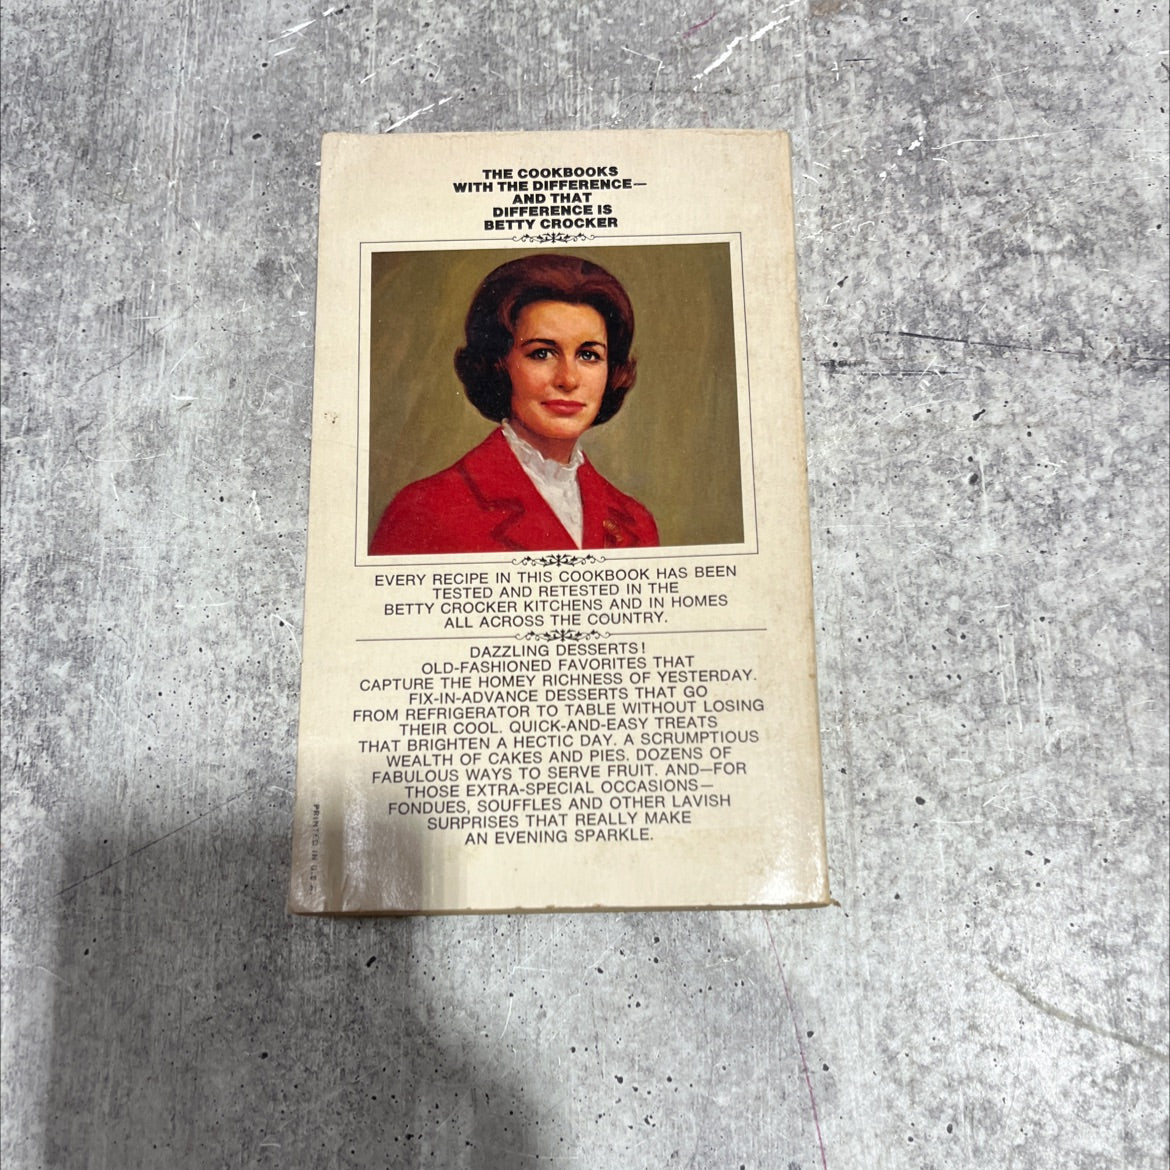 THE COOKBOOKS
WITH THE DIFFERENCE—
AND THAT
DIFFERENCE IS
BETTY CROCKER
EVERY RECIPE IN THIS COOKBOOK HAS BEEN
TESTED AND RETESTED IN THE
BETTY CROCKER KITCHENS AND IN HOMES
ALL ACROSS THE COUNTRY.
DAZZLING DESSERTS!
OLD-FASHIONED FAVORITES THAT
CAPTURE THE HOMEY RICHNESS OF YESTERDAY.
FIX-IN-ADVANCE DESSERTS THAT GO
FROM REFRIGERATOR TO TABLE WITHOUT LOSING
THEIR COOL. QUICK-AND-EASY TREATS
THAT BRIGHTEN A HECTIC DAY. A SCRUMPTIOUS
WEALTH OF CAKES AND PIES. DOZENS OF
FABULOUS WAYS TO SERVE FRUIT. AND—FOR
THOSE EXTRA-SPECIAL OCCASIONS—
FONDUES, SOUFFLES AND OTHER LAVISH
SURPRISES THAT REALLY MAKE
AN EVENING SPARKLE.
PRINTED IN U.S.A.